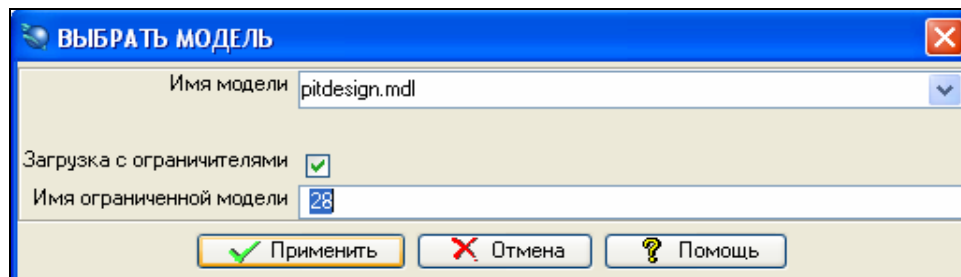 ВЫБРАТЬ МОДЕЛЬ
Имя модели pitdesign.mdl
Загрузка с ограничителями
Имя ограниченной модели 28
Применить Отмена Помощь